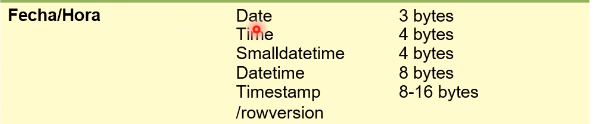 Fecha/Hora Date 3 bytes
Time 4 bytes
Smalldatetime 4 bytes
Datetime 8 bytes
Timestamp 8-16 bytes
/rowversion